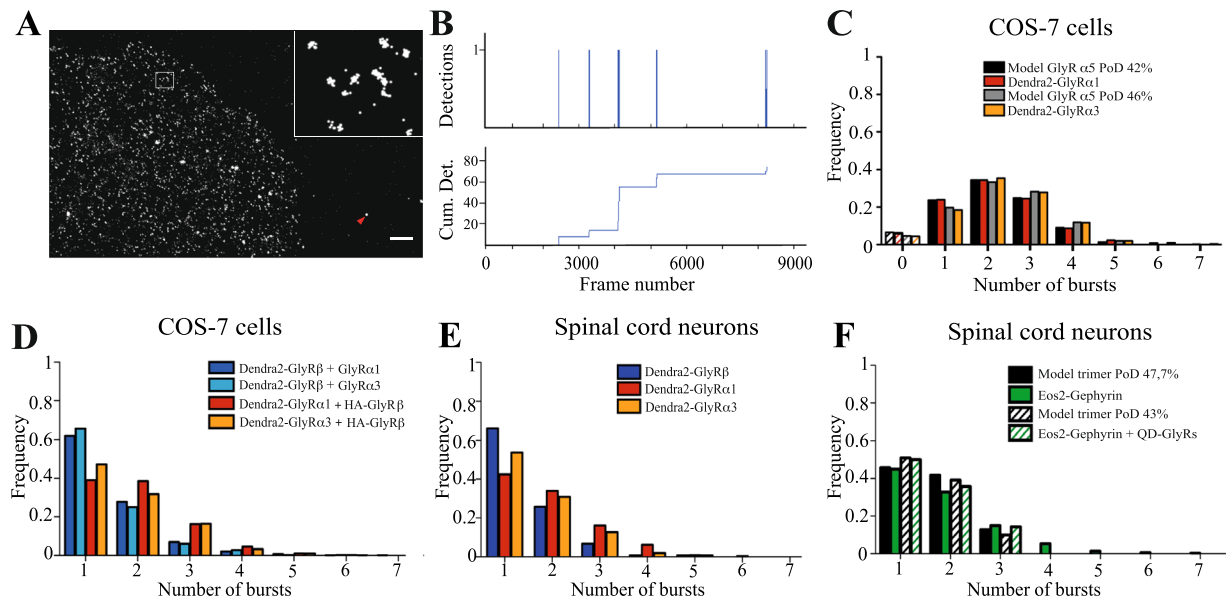 A
B
Detections
1
Cum. Det.
80
60
40
20
0
3000
6000
9000
Frame number
C
COS-7 cells
Model GlyR α5 PoD 42%
Dendra2-GlyRα1
Model GlyR α5 PoD 46%
Dendra2-GlyRα3
Frequency
1
0.8
0.6
0.4
0.2
0
0 1 2 3 4 5 6 7
Number of bursts
D
COS-7 cells
Dendra2-GlyRβ + GlyRα1
Dendra2-GlyRβ + GlyRα3
Dendra2-GlyRα1 + HA-GlyRβ
Dendra2-GlyRα3 + HA-GlyRβ
Frequency
1
0.8
0.6
0.4
0.2
0
1 2 3 4 5 6 7
Number of bursts
E
Spinal cord neurons
Dendra2-GlyRβ
Dendra2-GlyRα1
Dendra2-GlyRα3
Frequency
1
0.8
0.6
0.4
0.2
0
1 2 3 4 5 6 7
Number of bursts
F
Spinal cord neurons
Model trimer PoD 47,7%
Eos2-Gephyrin
Model trimer PoD 43%
Eos2-Gephyrin + QD-GlyRs
Frequency
1
0.8
0.6
0.4
0.2
0
1 2 3 4 5 6 7
Number of bursts